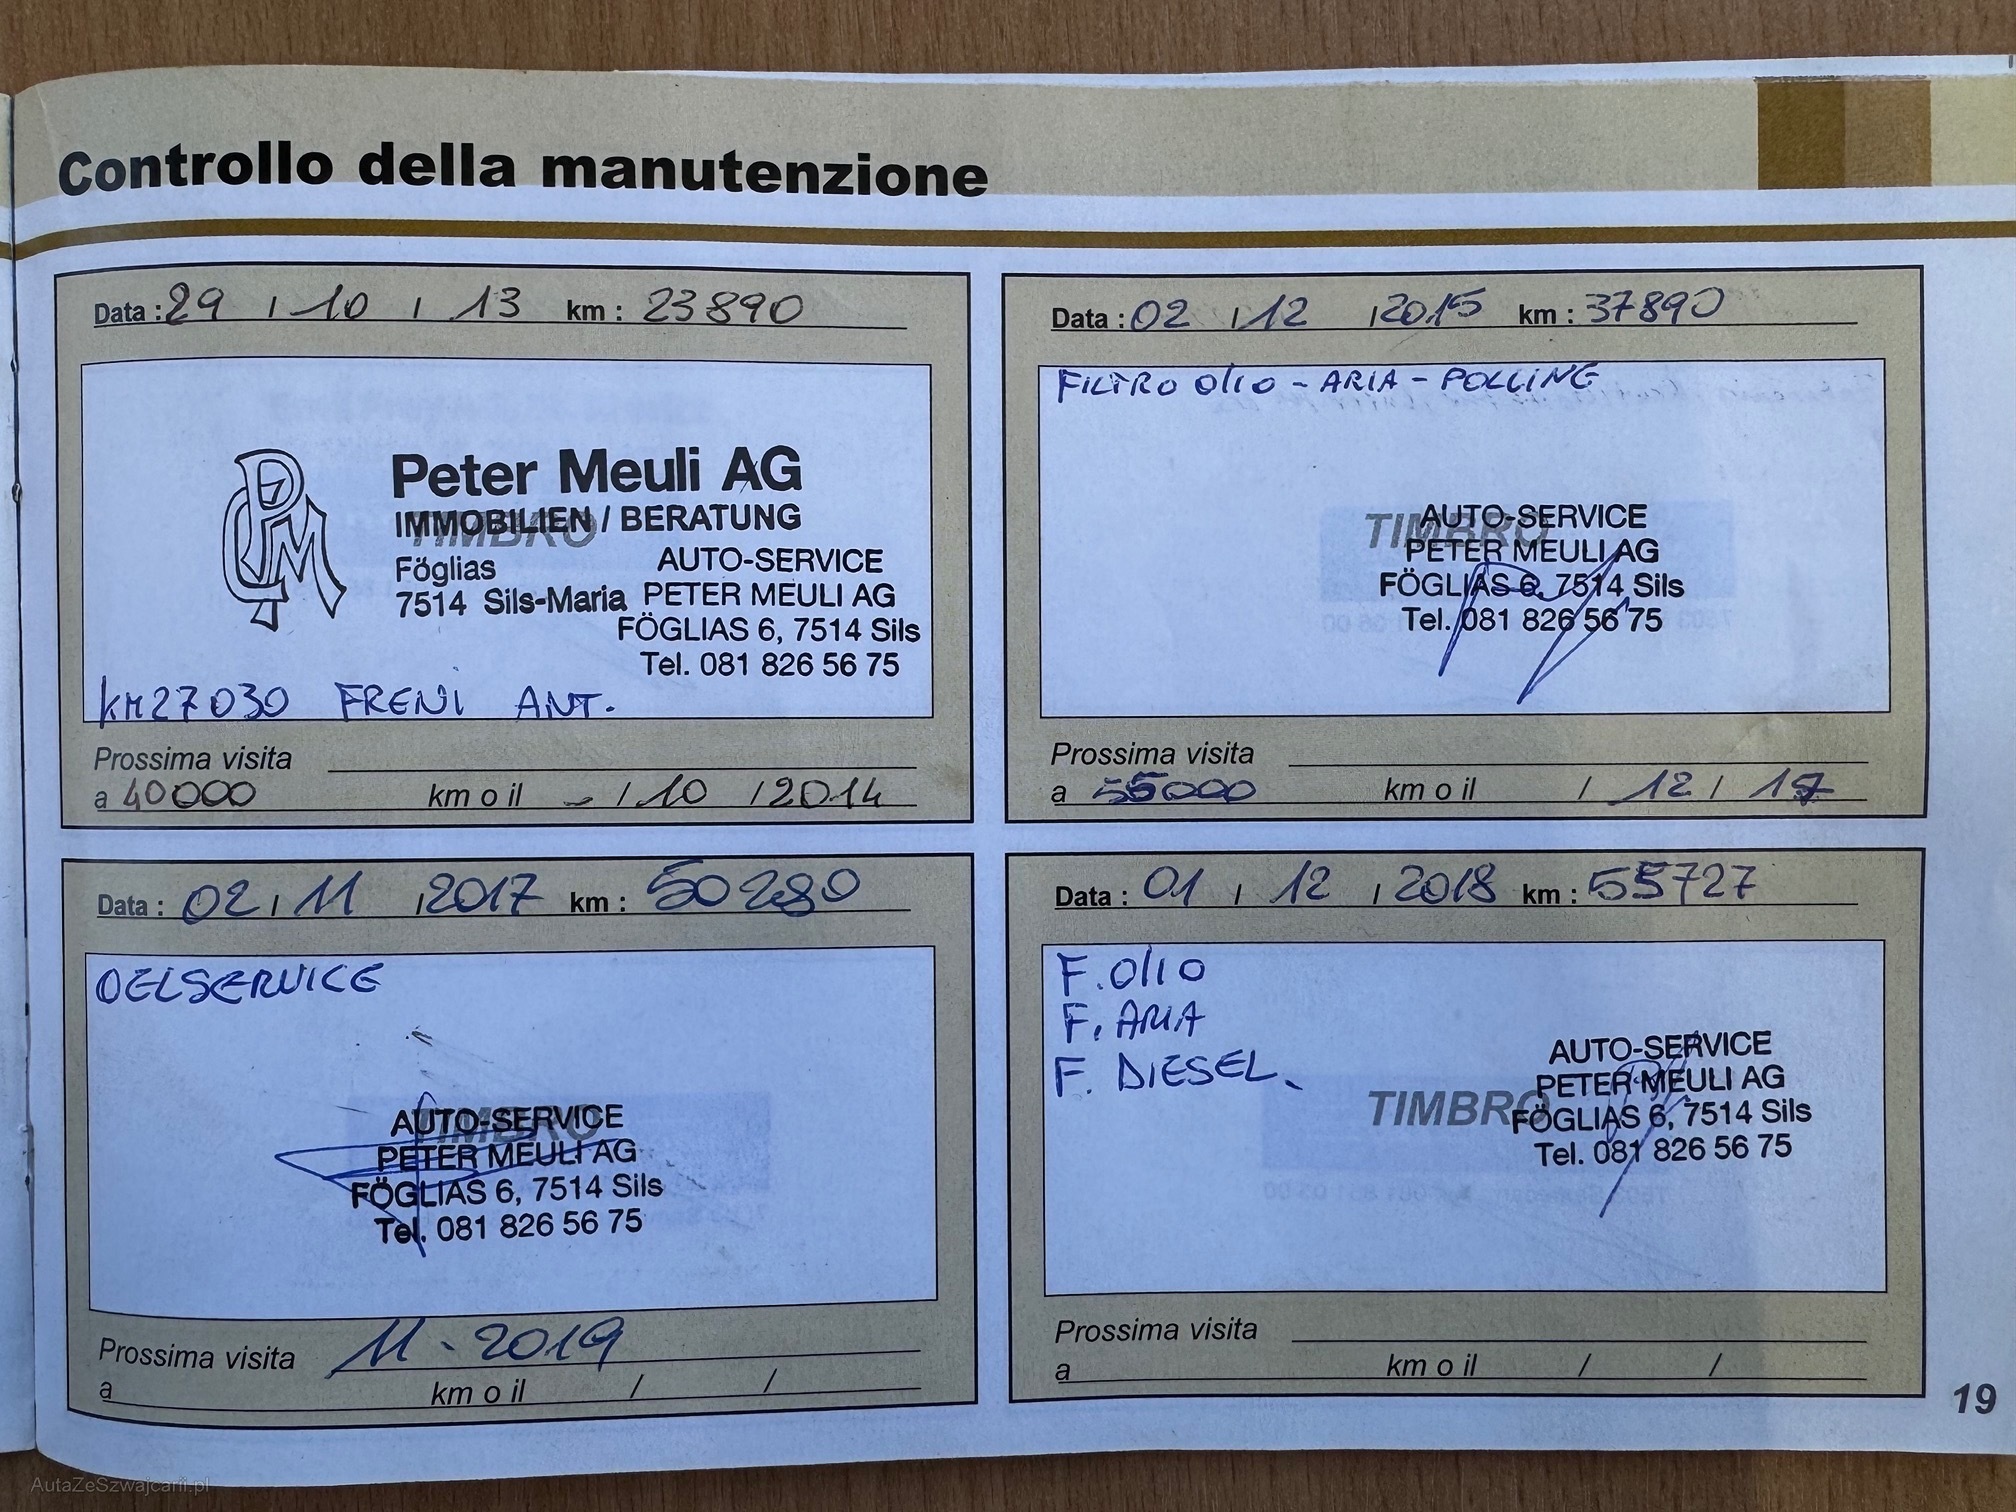 Controllo della manutenzione
Data : 29 / 10 / 13 km : 23890
TIMBRO
PM
Peter Meuli AG
IMMOBILIEN / BERATUNG
Föglias
7514 Sils-Maria
AUTO-SERVICE
PETER MEULI AG
FÖGLIAS 6, 7514 Sils
Tel. 081 826 56 75
KM27030 FRENI ANT.
Prossima visita
a 40000 km o il - / 10 / 2014
Data : 02 / 12 / 2015 km : 37890
FILTRO OLIO - ARIA - POLLINE
TIMBRO
AUTO-SERVICE
PETER MEULI AG
FÖGLIAS 6, 7514 Sils
Tel. 081 826 56 75
Prossima visita
a 55000 km o il / 12 / 17
Data : 02 / 11 / 2017 km : 50280
OELSERVICE
TIMBRO
AUTO-SERVICE
PETER MEULI AG
FÖGLIAS 6, 7514 Sils
Tel. 081 826 56 75
Prossima visita 11 - 2019
a km o il / /
Data : 01 / 12 / 2018 km : 55727
F. OLIO
F. ARIA
F. DIESEL
TIMBRO
AUTO-SERVICE
PETER MEULI AG
FÖGLIAS 6, 7514 Sils
Tel. 081 826 56 75
Prossima visita
a km o il / /
19
AutaZeSzwajcarii.pl